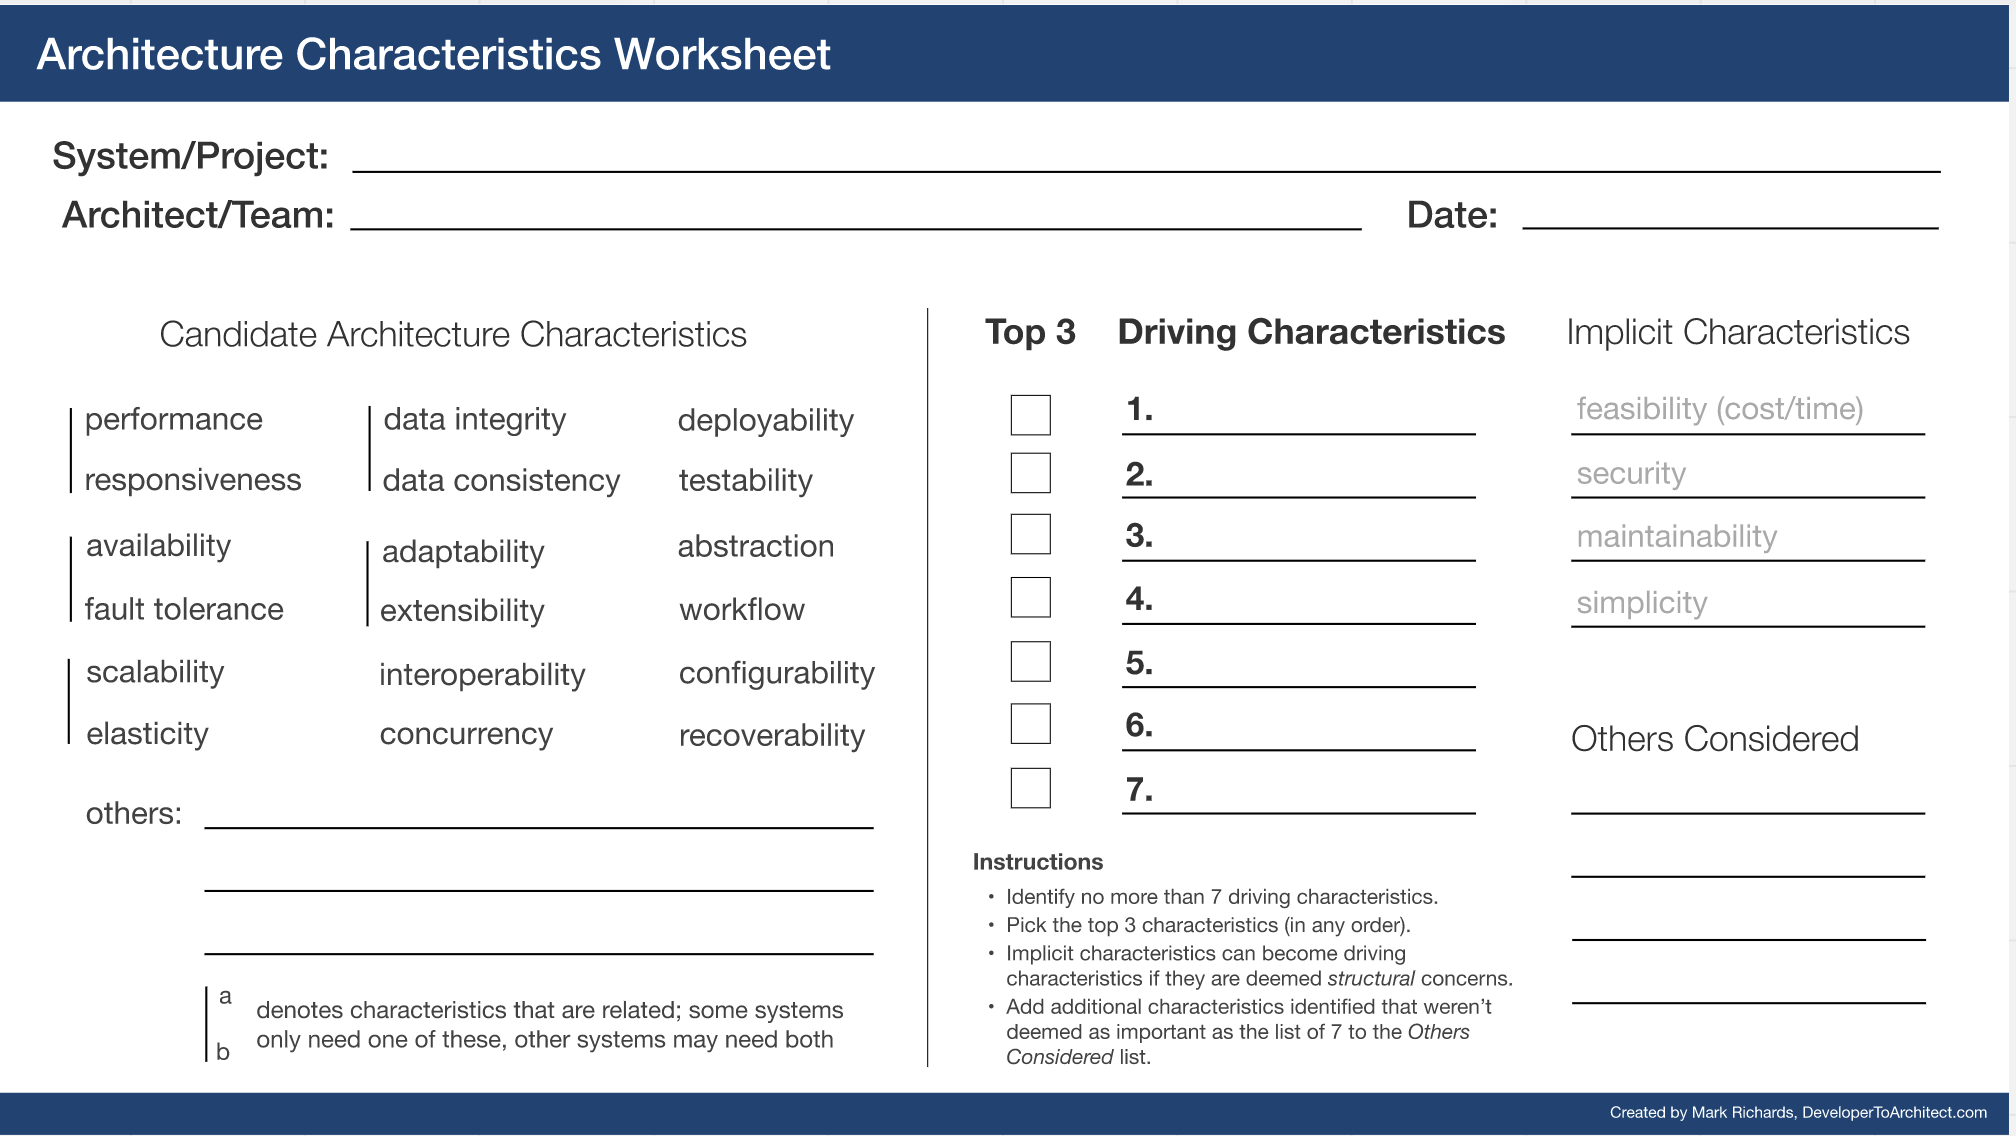 Architecture Characteristics Worksheet
System/Project:
Architect/Team:
Date:
Candidate Architecture Characteristics
performance
responsiveness
availability
fault tolerance
scalability
elasticity
data integrity
data consistency
adaptability
extensibility
interoperability
concurrency
deployability
testability
abstraction
workflow
configurability
recoverability
others:
a
b
denotes characteristics that are related; some systems
only need one of these, other systems may need both
Top 3
Driving Characteristics
1.
2.
3.
4.
5.
6.
7.
Instructions
• Identify no more than 7 driving characteristics.
• Pick the top 3 characteristics (in any order).
• Implicit characteristics can become driving
characteristics if they are deemed structural concerns.
• Add additional characteristics identified that weren’t
deemed as important as the list of 7 to the Others
Considered list.
Implicit Characteristics
feasibility (cost/time)
security
maintainability
simplicity
Others Considered
Created by Mark Richards, DeveloperToArchitect.com